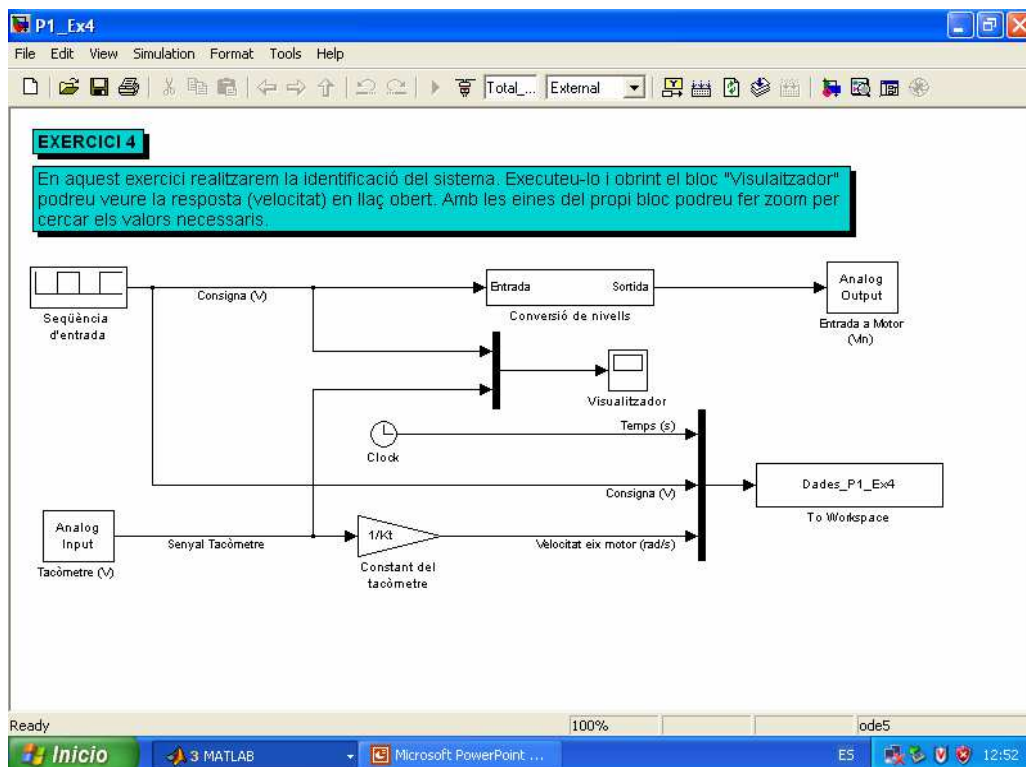 P1_Ex4
File Edit View Simulation Format Tools Help
Total_... External
EXERCICI 4
En aquest exercici realitzarem la identificació del sistema. Executeu-lo i obrint el bloc "Visulaitzador"
podreu veure la resposta (velocitat) en llaç obert. Amb les eines del propi bloc podreu fer zoom per
cercar els valors necessaris.
Seqüència
d'entrada
Consigna (V)
Entrada Sortida
Conversió de nivells
Analog
Output
Entrada a Motor
(Vin)
Visualitzador
Clock
Temps (s)
Consigna (V)
Dades_P1_Ex4
To Workspace
Analog
Input
Tacòmetre (V)
Senyal Tacòmetre
1/Kt
Constant del
tacòmetre
Velocitat eix motor (rad/s)
Ready 100% ode5
Inicio 3 MATLAB Microsoft PowerPoint ... ES 12:52